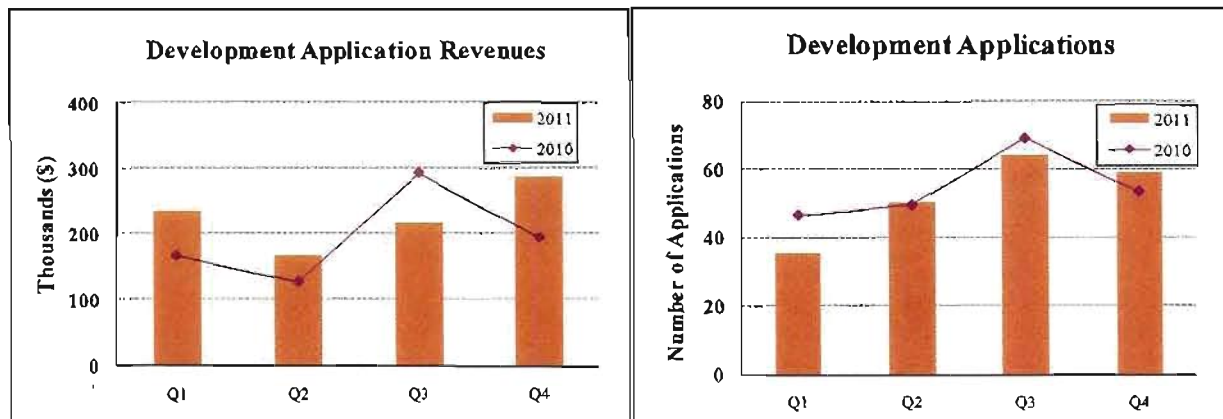 Development Application Revenues
Thousands ($)
400
300
200
100
0
2011
2010
Q1 Q2 Q3 Q4
Development Applications
Number of Applications
80
60
40
20
0
2011
2010
Q1 Q2 Q3 Q4